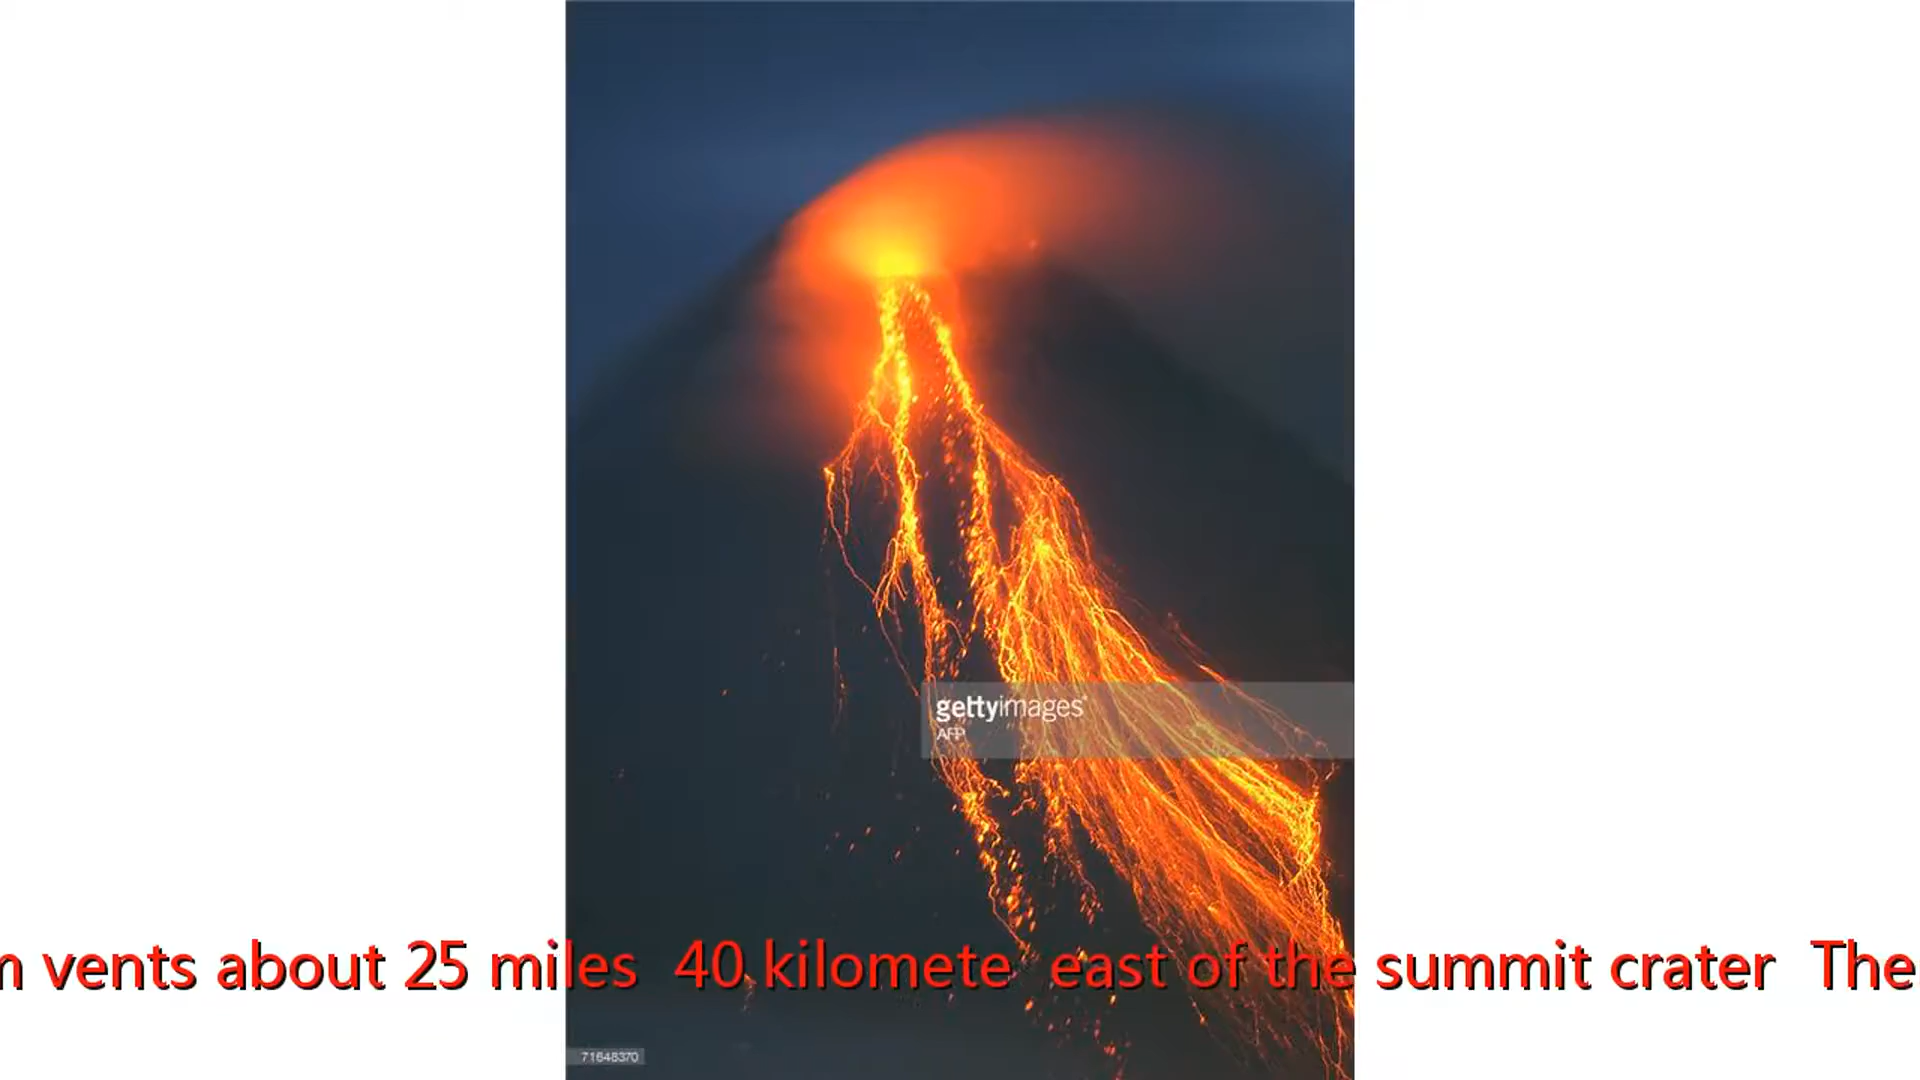 gettyimages
AFP
vents about 25 miles 40 kilomete east of the summit crater The
71648370